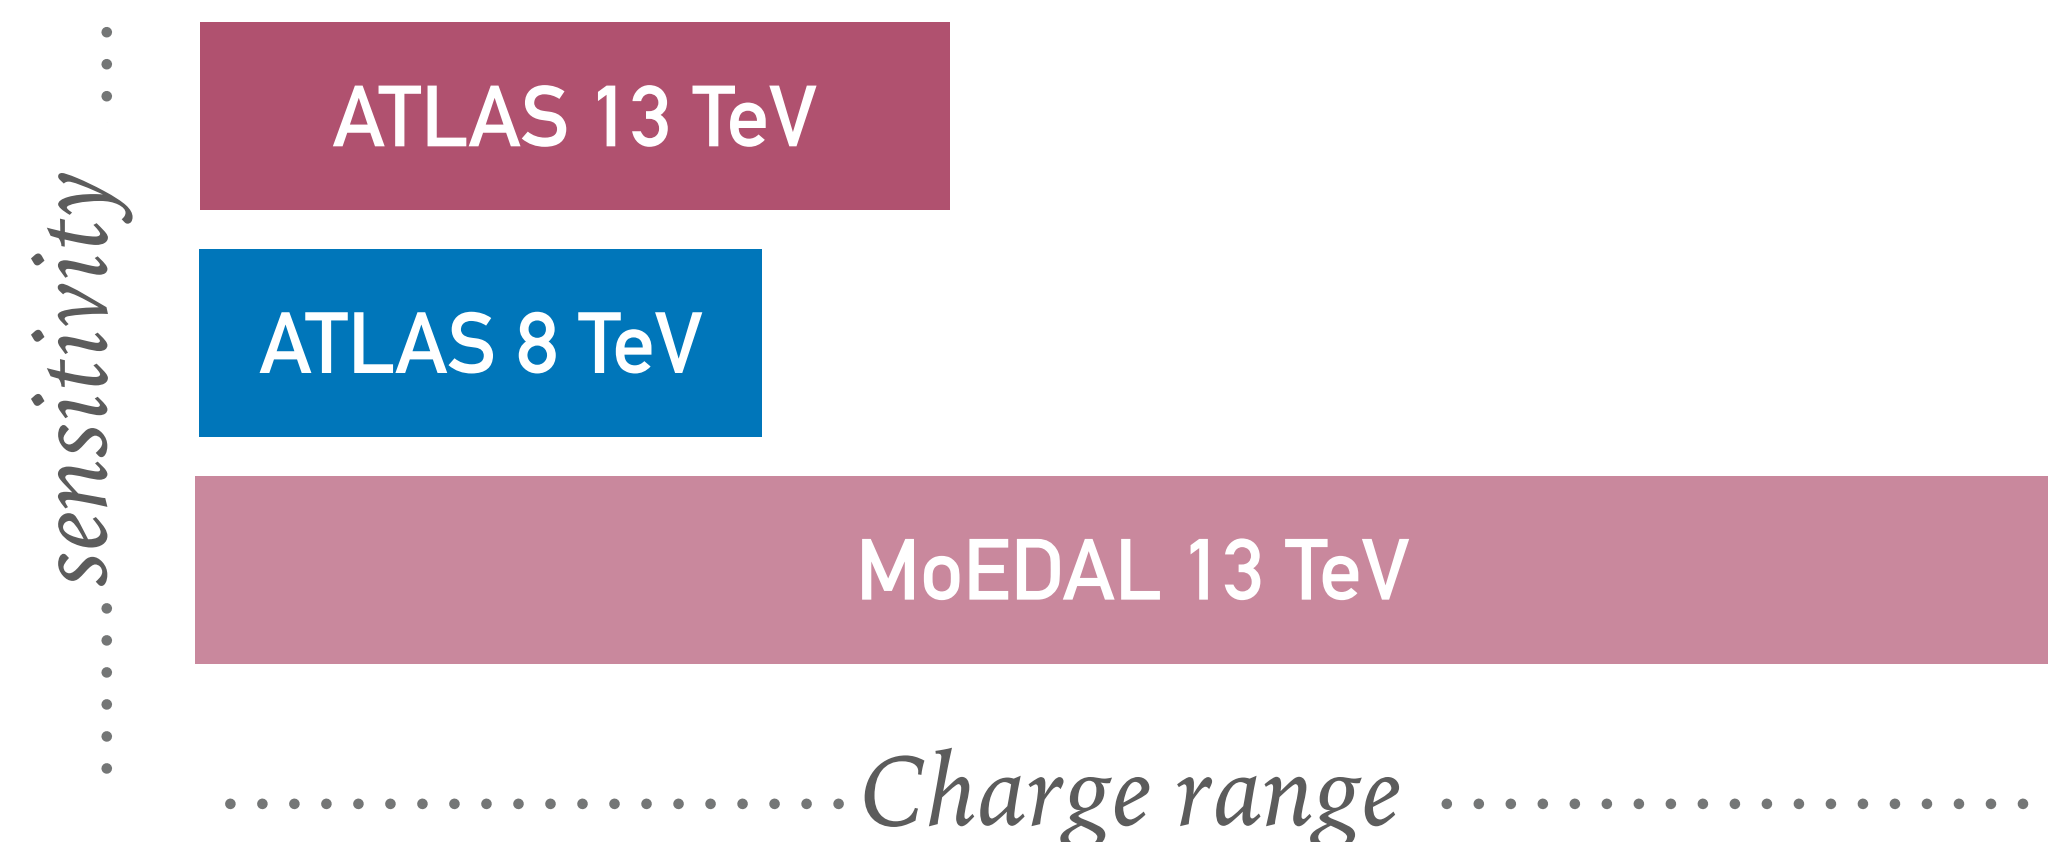 ATLAS 13 TeV
sensitivity
ATLAS 8 TeV
MoEDAL 13 TeV
Charge range